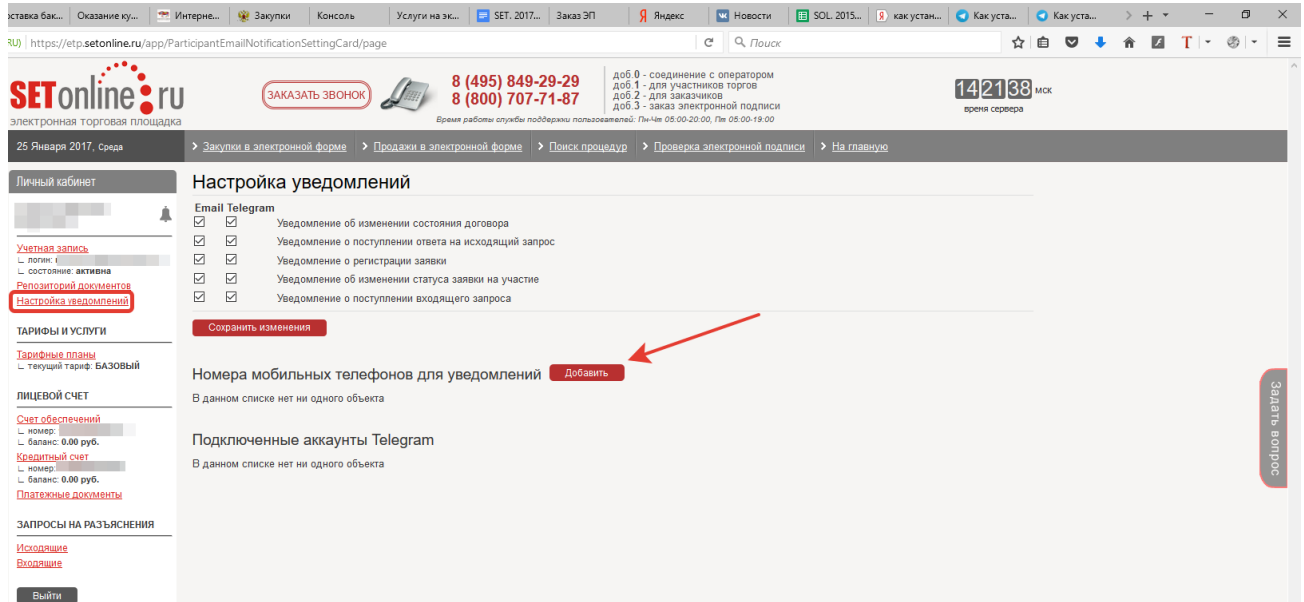 оставка бак... Оказание ку... Интерне... Закупки Консоль Услуги на эк... SET. 2017... Заказ ЭП Яндекс Новости SOL. 2015... как устан... Как уста... Как уста...
RU) https://etp.setonline.ru/app/ParticipantEmailNotificationSettingCard/page Поиск
SETonline.ru
электронная торговая площадка
ЗАКАЗАТЬ ЗВОНОК
8 (495) 849-29-29
8 (800) 707-71-87
доб.0 - соединение с оператором
доб.1 - для участников торгов
доб.2 - для заказчиков
доб.3 - заказ электронной подписи
Время работы службы поддержки пользователей: Пн-Чт 05:00-20:00, Пт 05:00-19:00
14 21 38 мск
время сервера
25 Января 2017, Среда
Закупки в электронной форме Продажи в электронной форме Поиск процедур Проверка электронной подписи На главную
Личный кабинет
Учетная запись
логин:
состояние: активна
Репозиторий документов
Настройка уведомлений
ТАРИФЫ И УСЛУГИ
Тарифные планы
текущий тариф: БАЗОВЫЙ
ЛИЦЕВОЙ СЧЕТ
Счет обеспечений
номер:
баланс: 0.00 руб.
Кредитный счет
номер:
баланс: 0.00 руб.
Платежные документы
ЗАПРОСЫ НА РАЗЪЯСНЕНИЯ
Исходящие
Входящие
Выйти
Настройка уведомлений
Email Telegram
Уведомление об изменении состояния договора
Уведомление о поступлении ответа на исходящий запрос
Уведомление о регистрации заявки
Уведомление об изменении статуса заявки на участие
Уведомление о поступлении входящего запроса
Сохранить изменения
Номера мобильных телефонов для уведомлений Добавить
В данном списке нет ни одного объекта
Подключенные аккаунты Telegram
В данном списке нет ни одного объекта
Задать вопрос